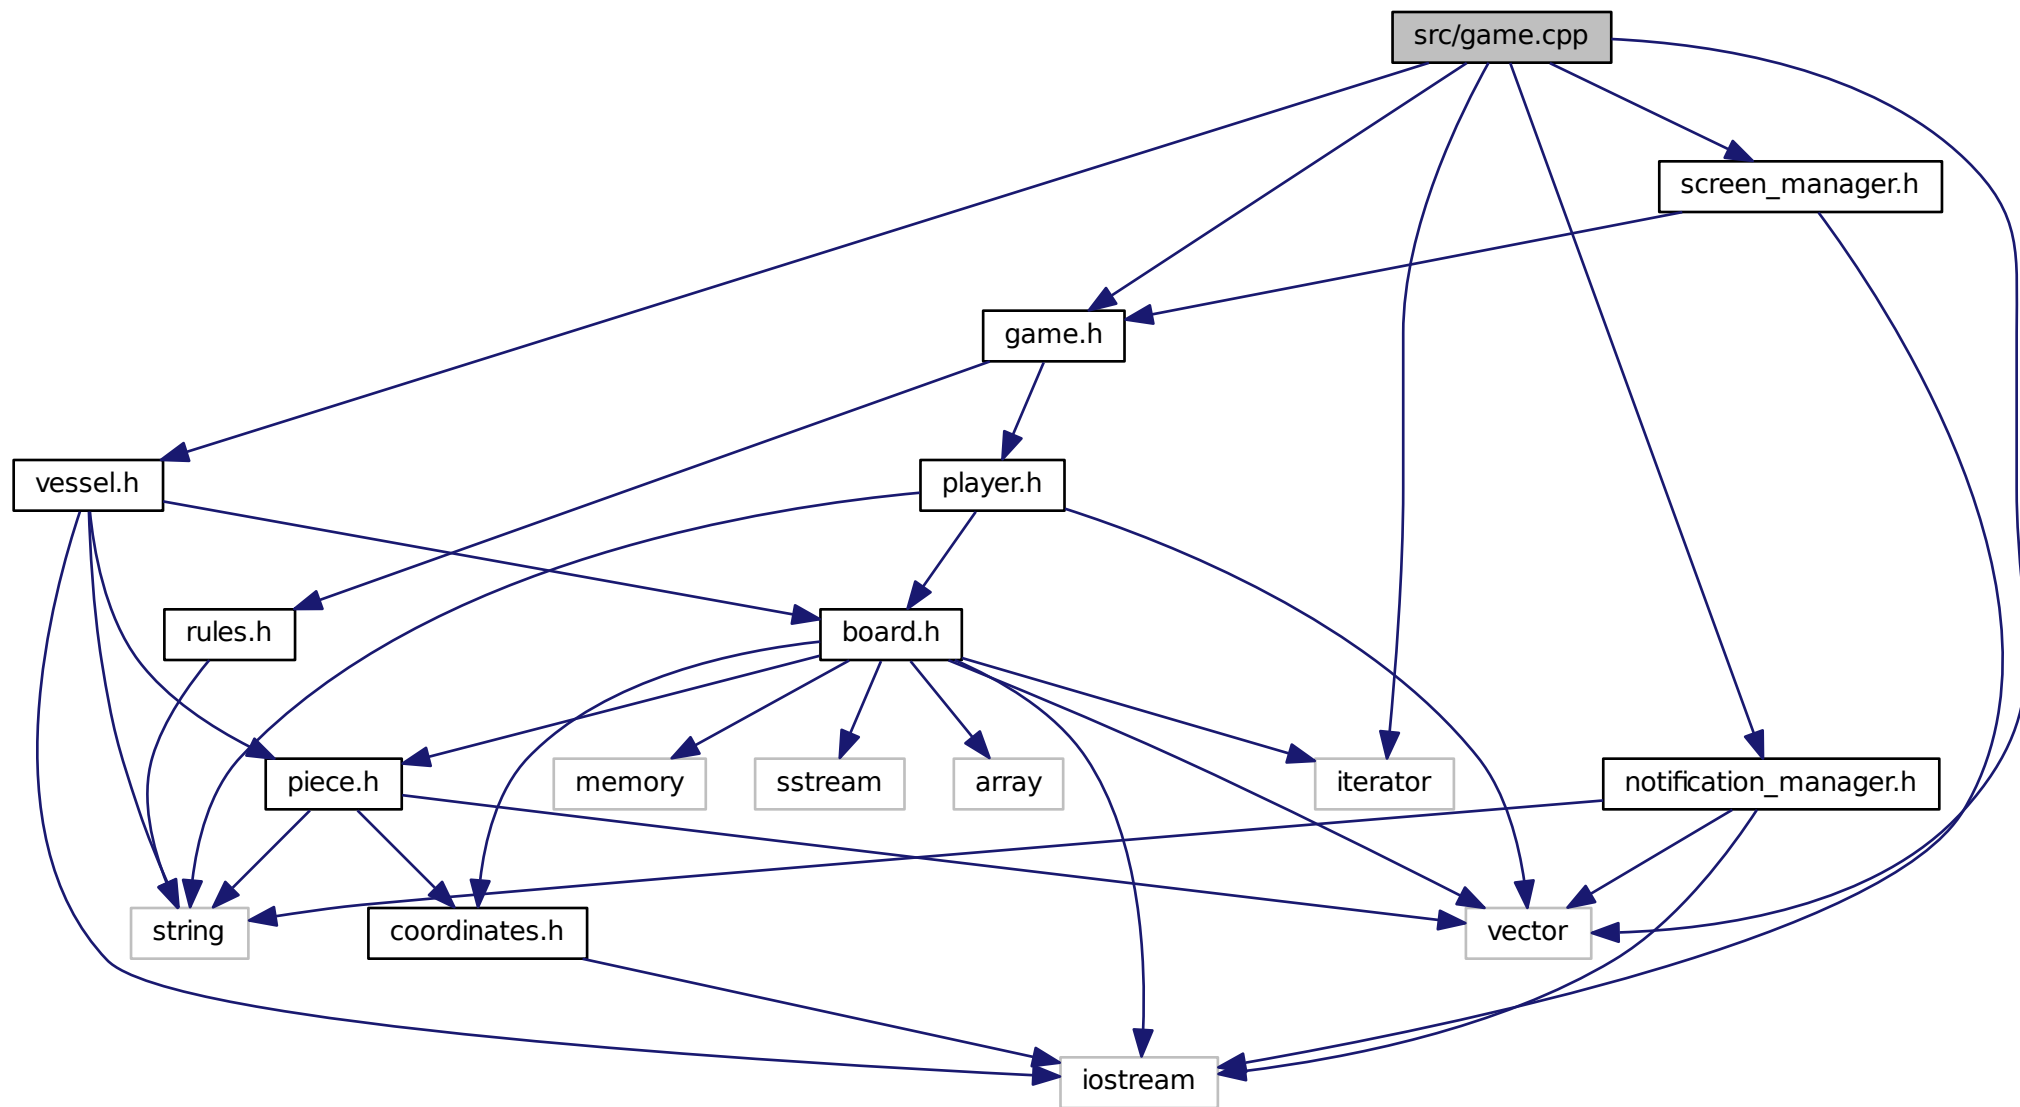 src/game.cpp
screen_manager.h
game.h
vessel.h
player.h
rules.h
board.h
piece.h
memory
sstream
array
iterator
notification_manager.h
string
coordinates.h
vector
iostream